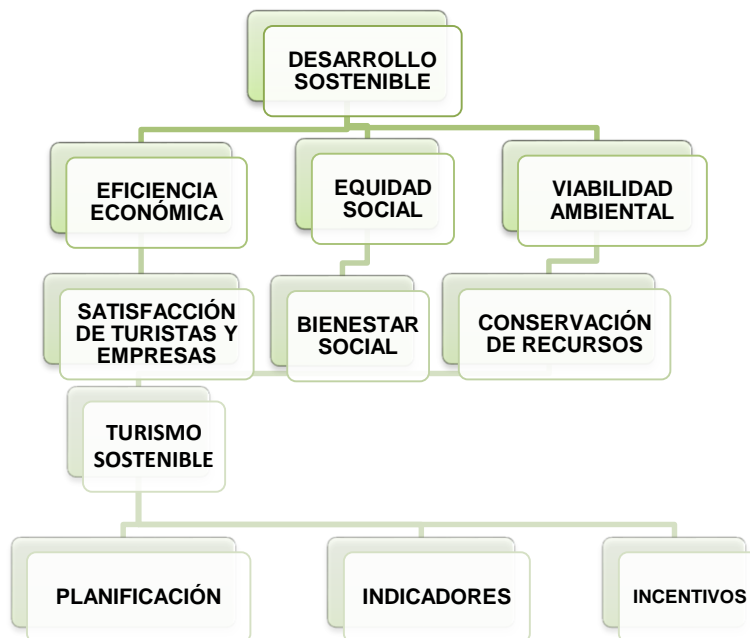 DESARROLLO
SOSTENIBLE
EFICIENCIA
ECONÓMICA
EQUIDAD
SOCIAL
VIABILIDAD
AMBIENTAL
SATISFACCIÓN
DE TURISTAS Y
EMPRESAS
BIENESTAR
SOCIAL
CONSERVACIÓN
DE RECURSOS
TURISMO
SOSTENIBLE
PLANIFICACIÓN
INDICADORES
INCENTIVOS